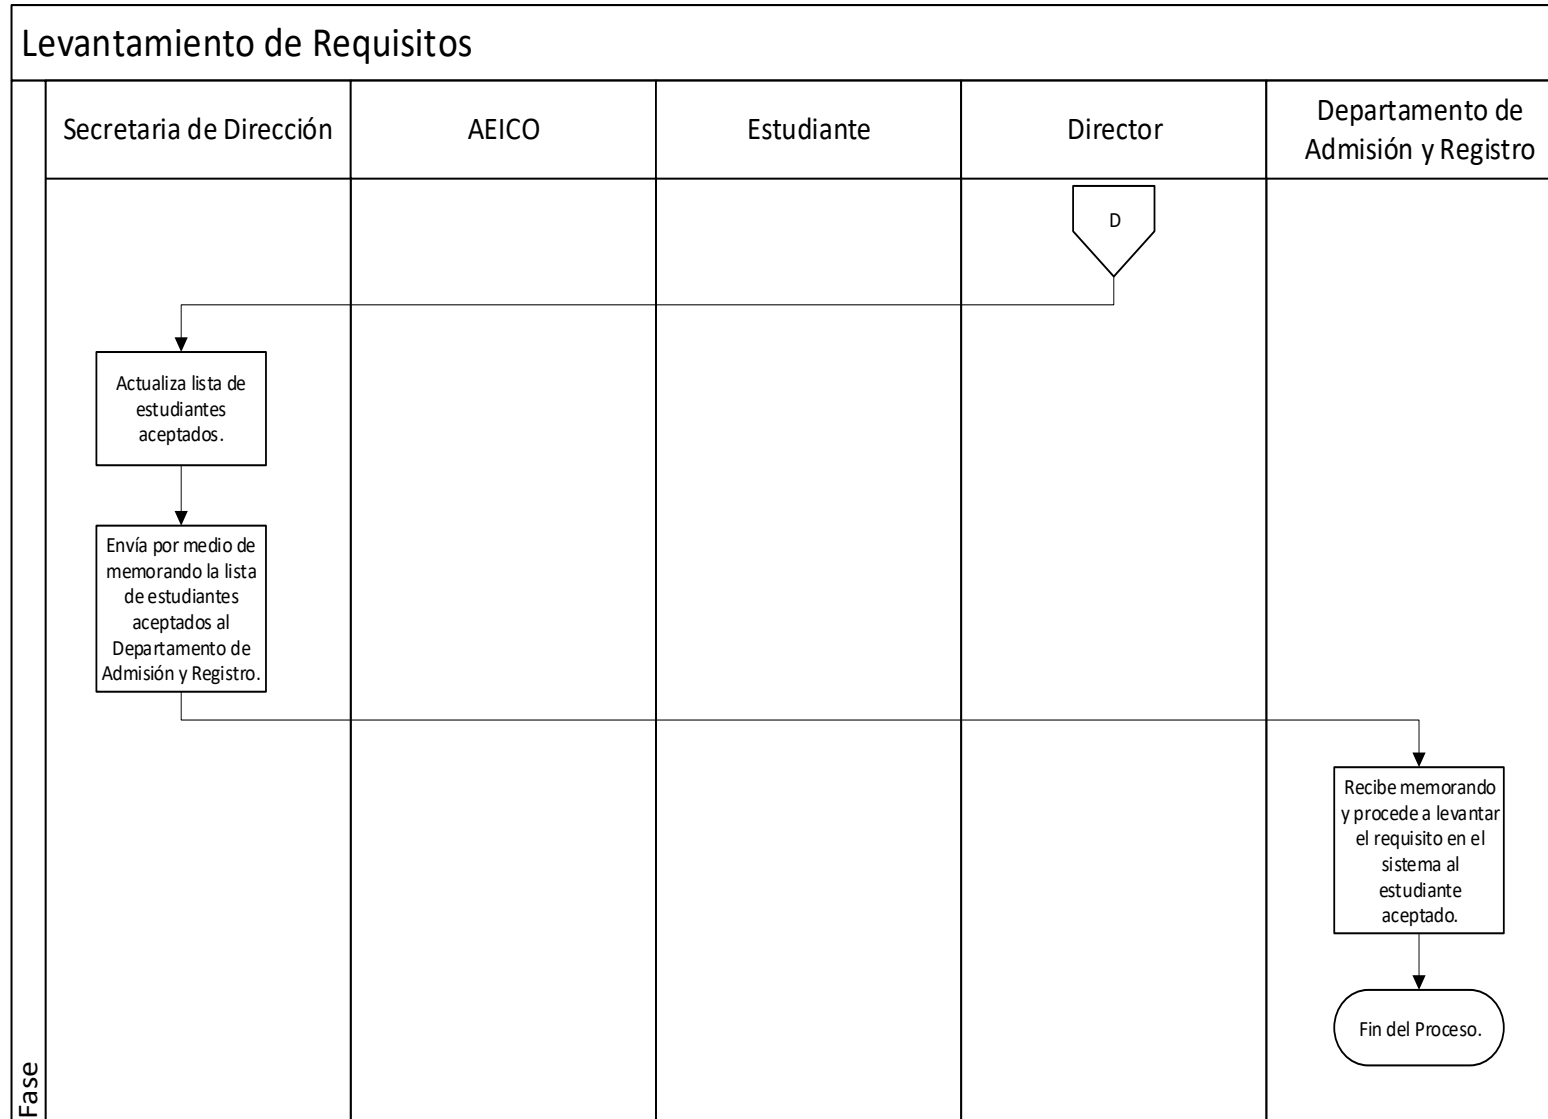 Levantamiento de Requisitos
Secretaria de Dirección
AEICO
Estudiante
Director
Departamento de
Admisión y Registro
D
Actualiza lista de
estudiantes
aceptados.
Envía por medio de
memorando la lista
de estudiantes
aceptados al
Departamento de
Admisión y Registro.
Recibe memorando
y procede a levantar
el requisito en el
sistema al
estudiante
aceptado.
Fin del Proceso.
Fase